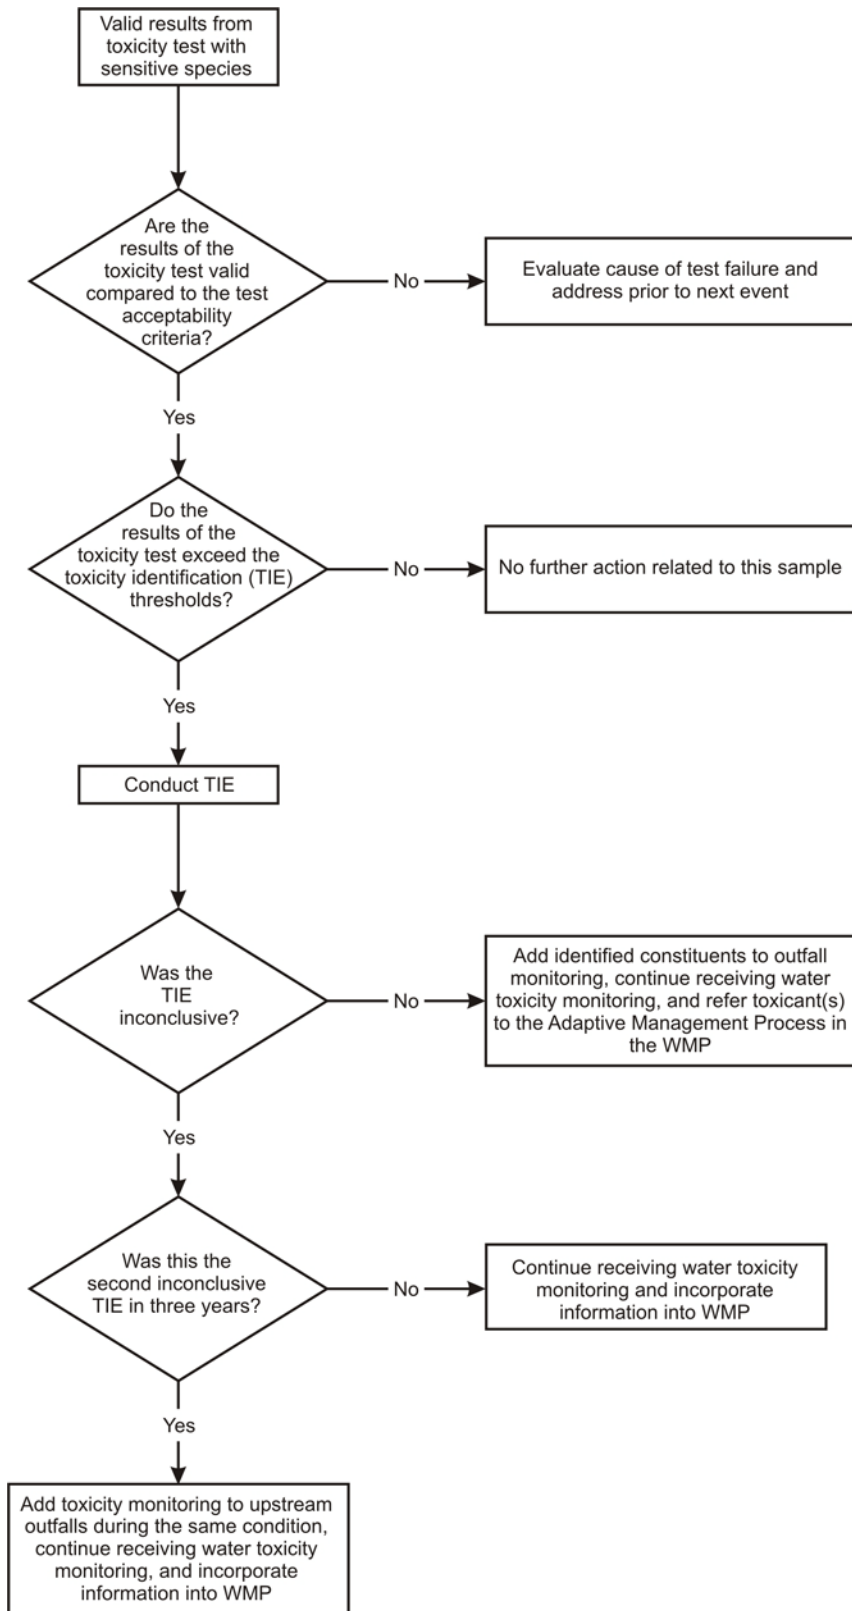 Valid results from
toxicity test with
sensitive species
Are the
results of the
toxicity test valid
compared to the test
acceptability
criteria?
No
Evaluate cause of test failure and
address prior to next event
Yes
Do the
results of the
toxicity test exceed the
toxicity identification (TIE)
thresholds?
No
No further action related to this sample
Yes
Conduct TIE
Was the
TIE
inconclusive?
No
Add identified constituents to outfall
monitoring, continue receiving water
toxicity monitoring, and refer toxicant(s)
to the Adaptive Management Process in
the WMP
Yes
Was this the
second inconclusive
TIE in three years?
No
Continue receiving water toxicity
monitoring and incorporate
information into WMP
Yes
Add toxicity monitoring to upstream
outfalls during the same condition,
continue receiving water toxicity
monitoring, and incorporate
information into WMP